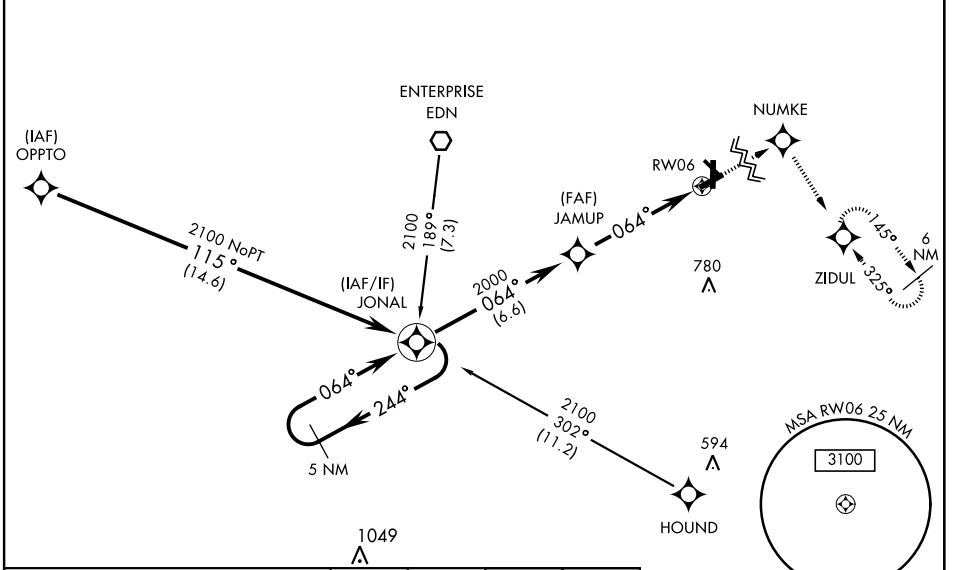 ENTERPRISE
EDN
NUMKE
(IAF)
OPPTO
RW06
(FAF)
JAMUP
064°
2100
189°
(7.3)
2100 NoPT
115°
(14.6)
145°
6
NM
325°
ZIDUL
780
(IAF/IF)
JONAL
2000
064°
(6.6)
064°
244°
5 NM
2100
302°
(11.2)
594
HOUND
MSA RW06 25 NM
3100
1049